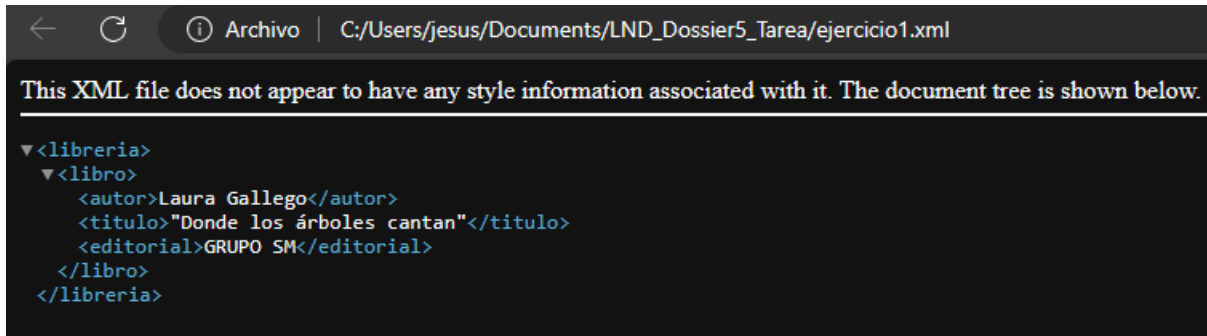 Archivo | C:/Users/jesus/Documents/LND_Dossier5_Tarea/ejercicio1.xml
This XML file does not appear to have any style information associated with it. The document tree is shown below.
▼<libreria>
▼<libro>
<autor>Laura Gallego</autor>
<titulo>"Donde los árboles cantan"</titulo>
<editorial>GRUPO SM</editorial>
</libro>
</libreria>